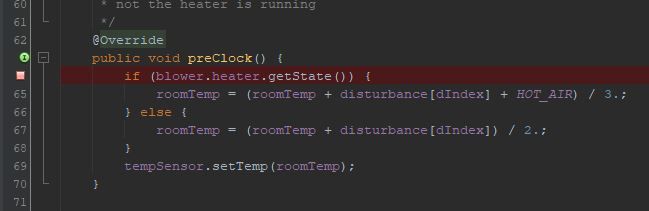 60 * not the heater is running
61 */
62 @Override
public void preClock() {
if (blower.heater.getState()) {
65 roomTemp = (roomTemp + disturbance[dIndex] + HOT_AIR) / 3.;
66 } else {
67 roomTemp = (roomTemp + disturbance[dIndex]) / 2.;
68 }
69 tempSensor.setTemp(roomTemp);
70 }
71